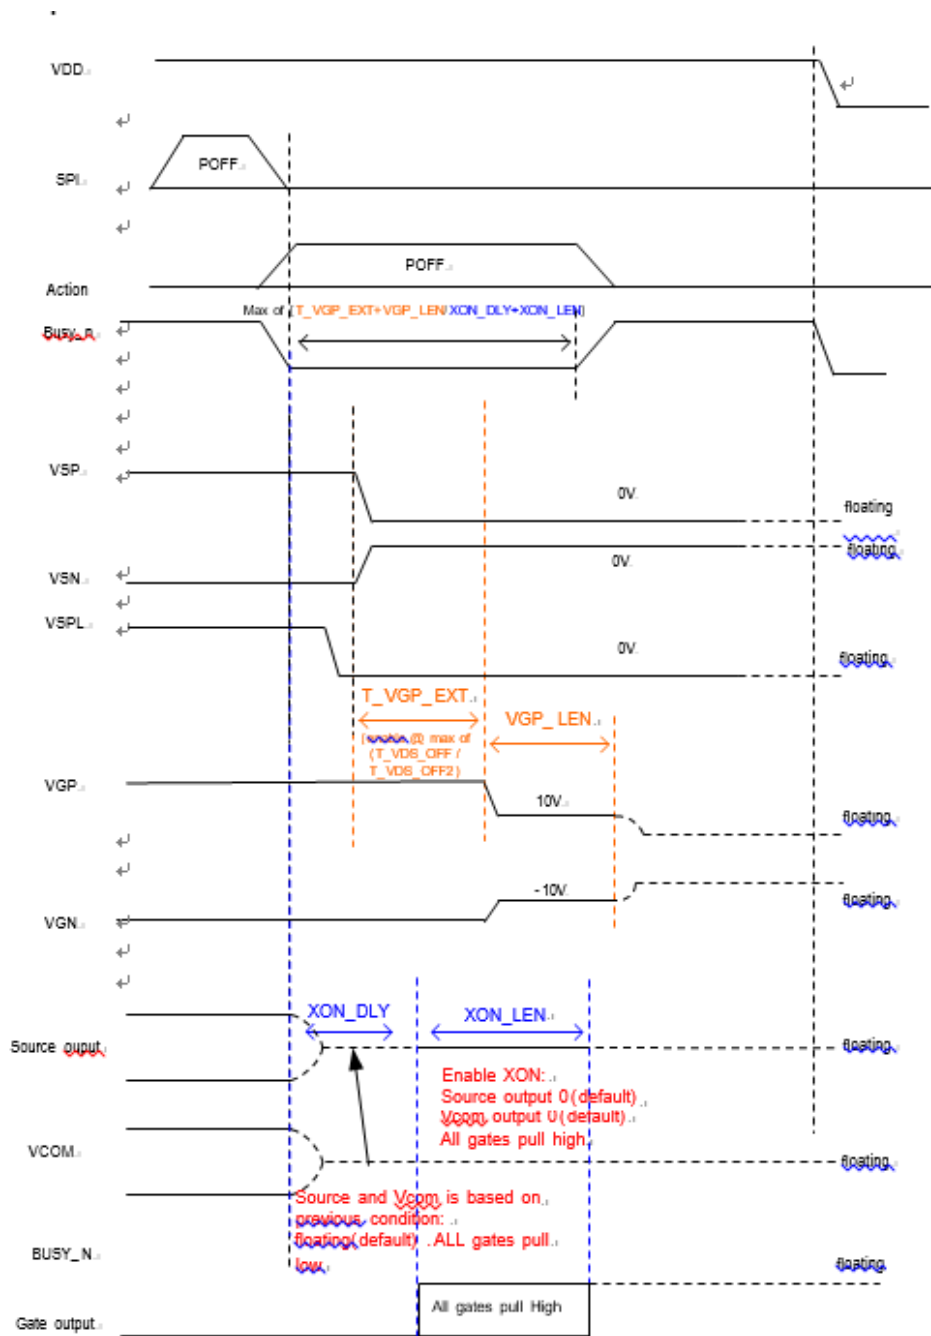 VDD
POFF
SPI
POFF
Action
Max of (T_VGP_EXT+VGP_LEN/XON_DLY+XON_LEN)
Busy_n
VSP
0V
floating
floating
VSN
0V
VSPL
0V
floating
T_VGP_EXT
VGP_LEN
@ max of
(T_VDS_OFF /
T_VDS_OFF2)
VGP
10V
floating
-10V
floating
VGN
XON_DLY
XON_LEN
Source ouput
floating
Enable XON:
Source output 0(default)
Vcom output 0(default)
All gates pull high
VCOM
floating
Source and Vcom is based on
previous condition:
floating(default) .ALL gates pull
low
BUSY_N
floating
All gates pull High
Gate output